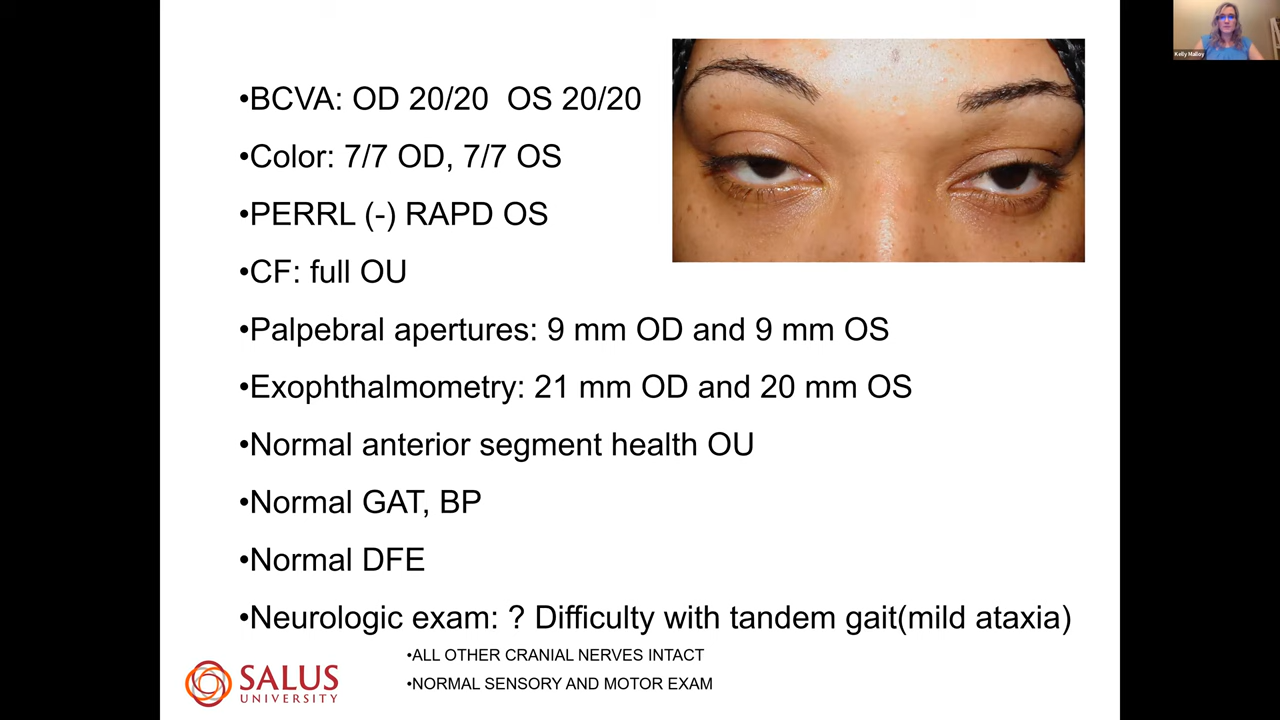 •BCVA: OD 20/20 OS 20/20
•Color: 7/7 OD, 7/7 OS
•PERRL (-) RAPD OS
•CF: full OU
•Palpebral apertures: 9 mm OD and 9 mm OS
•Exophthalmometry: 21 mm OD and 20 mm OS
•Normal anterior segment health OU
•Normal GAT, BP
•Normal DFE
•Neurologic exam: ? Difficulty with tandem gait(mild ataxia)
•ALL OTHER CRANIAL NERVES INTACT
•NORMAL SENSORY AND MOTOR EXAM
SALUS
UNIVERSITY
Kelly Malloy